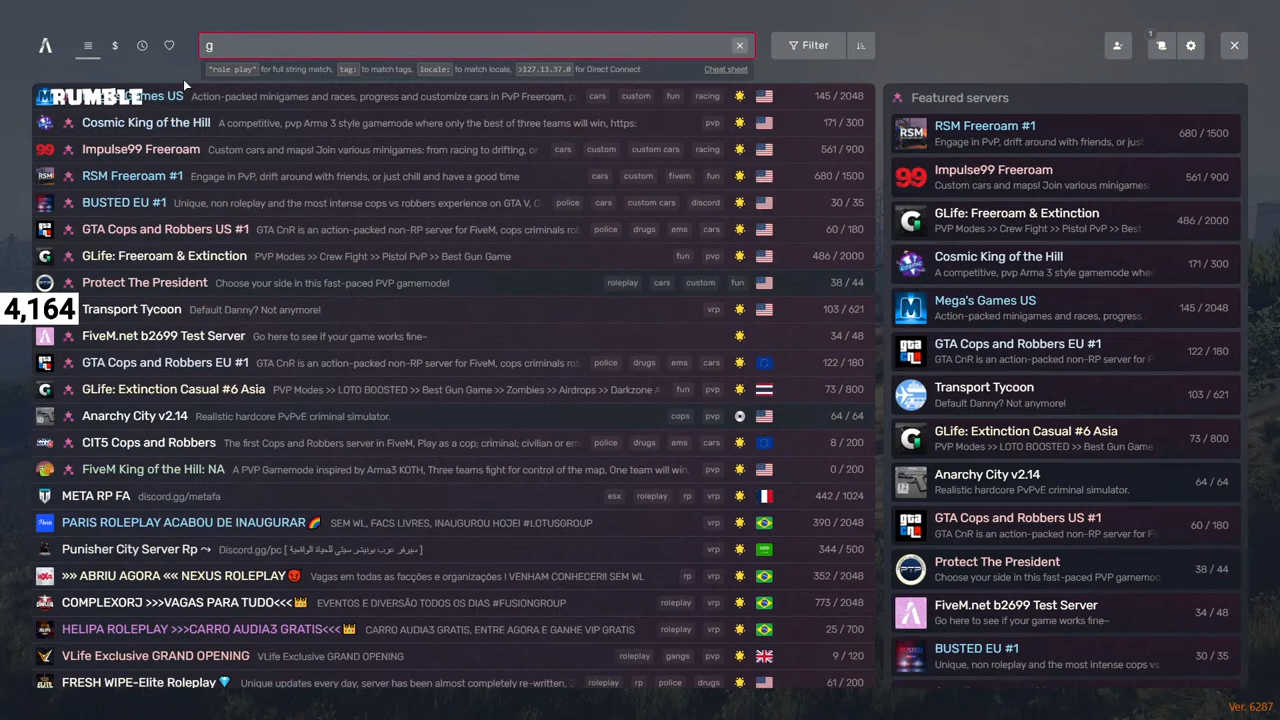 g
Filter
1
"role play" for full string match, tag: to match tags, locale: to match locale, >127.13.37.0 for Direct Connect
Cheat sheet
RUMBLE
Games US Action-packed minigames and races, progress and customize cars in PvP Freeroam, p cars custom fun racing 145 / 2048
Cosmic King of the Hill A competitive, pvp Arma 3 style gamemode where only the best of three teams will win, https: pvp 171 / 300
99 Impulse99 Freeroam Custom cars and maps! Join various minigames: from racing to drifting, or cars custom custom cars racing 561 / 900
RSM RSM Freeroam #1 Engage in PvP, drift around with friends, or just chill and have a good time cars custom fivem fun 680 / 1500
BUSTED EU #1 Unique, non roleplay and the most intense cops vs robbers experience on GTA V, C police cars custom cars discord 30 / 35
GTA Cops and Robbers US #1 GTA CnR is an action-packed non-RP server for FiveM, cops criminals rob police drugs ems cars 60 / 180
GLife: Freeroam & Extinction PVP Modes >> Crew Fight >> Pistol PvP >> Best Gun Game fun pvp 486 / 2000
PTP Protect The President Choose your side in this fast-paced PVP gamemode! roleplay cars custom fun 38 / 44
4,164
Transport Tycoon Default Danny? Not anymore! vrp 103 / 621
FiveM.net b2699 Test Server Go here to see if your game works fine~ 34 / 48
GTA Cops and Robbers EU #1 GTA CnR is an action-packed non-RP server for FiveM, cops criminals rob police drugs ems cars 122 / 180
GLife: Extinction Casual #6 Asia PVP Modes >> LOTO BOOSTED >> Best Gun Game >> Zombies >> Airdrops >> Darkzone A fun pvp 73 / 800
Anarchy City v2.14 Realistic hardcore PvPvE criminal simulator. cops pvp 64 / 64
CIT5 Cops and Robbers The first Cops and Robbers server in FiveM, Play as a cop; criminal; civilian or em police drugs ems cars 8 / 200
FiveM King of the Hill: NA A PVP Gamemode inspired by Arma3 KOTH, Three teams fight for control of the map, One team will win. pvp 0 / 200
META RP FA discord.gg/metafa esx roleplay rp vrp 442 / 1024
PARIS ROLEPLAY ACABOU DE INAUGURAR 🌈 SEM WL, FACS LIVRES, INAUGUROU HOJE! #LOTUSGROUP vrp 390 / 2048
Punisher City Server Rp ⤳ Discord.gg/pc [ سيرفر عرب بونيشر سيتي للحياة الواقعية ] vrp 344 / 500
»»» ABRIU AGORA ««« NEXUS ROLEPLAY 😈 Vagas em todas as facções e organizações ! VENHAM CONHECER!! SEM WL rp vrp 352 / 2048
COMPLEXORJ >>>VAGAS PARA TUDO<<< 👑 EVENTOS E DIVERSÃO TODOS OS DIAS #FUSIONGROUP roleplay vrp 773 / 2048
HELIPA ROLEPLAY >>>CARRO AUDIA3 GRATIS<<< 👑 CARRO AUDIA3 GRATIS, ENTRE AGORA E GANHE VIP GRATIS roleplay vrp 25 / 700
VLife Exclusive GRAND OPENING VLife Exclusive GRAND OPENING roleplay gangs pvp 9 / 120
FRESH WIPE-Elite Roleplay 💎 Unique updates every day, server has been almost completely re-written, D roleplay rp police drugs 61 / 200
Featured servers
RSM
RSM Freeroam #1
Engage in PvP, drift around with friends, or just
680 / 1500
99
Impulse99 Freeroam
Custom cars and maps! Join various minigames:
561 / 900
G
GLife: Freeroam & Extinction
PVP Modes >> Crew Fight >> Pistol PvP >> Best
486 / 2000
COSMIC
Cosmic King of the Hill
A competitive, pvp Arma 3 style gamemode
171 / 300
M
Mega's Games US
Action-packed minigames and races, progress
145 / 2048
gta cnr
GTA Cops and Robbers EU #1
GTA CnR is an action-packed non-RP server for F
122 / 180
Transport Tycoon
Default Danny? Not anymore!
103 / 621
G
GLife: Extinction Casual #6 Asia
PVP Modes >> LOTO BOOSTED >> Best Gun
73 / 800
12
Anarchy City v2.14
Realistic hardcore PvPvE criminal simulator.
64 / 64
gta cnr
GTA Cops and Robbers US #1
GTA CnR is an action-packed non-RP server for F
60 / 180
PTP
Protect The President
Choose your side in this fast-paced PVP gamemod
38 / 44
FiveM.net b2699 Test Server
Go here to see if your game works fine~
34 / 48
BUSTED
BUSTED EU #1
Unique, non roleplay and the most intense cops vs
30 / 35
Ver. 6287